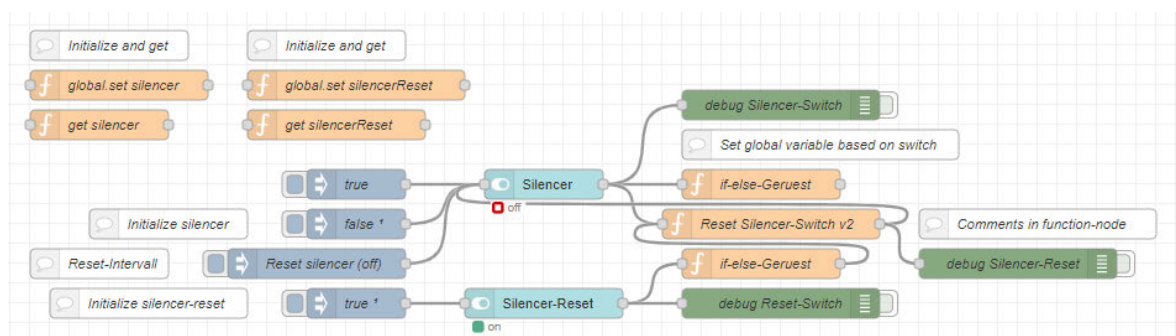 Initialize and get
Initialize and get
global.set silencer
global.set silencerReset
debug Silencer-Switch
get silencer
get silencerReset
Set global variable based on switch
true
Silencer
if-else-Geruest
off
Initialize silencer
false ¹
Reset Silencer-Switch v2
Comments in function-node
Reset-Intervall
Reset silencer (off)
if-else-Geruest
debug Silencer-Reset
Initialize silencer-reset
true ¹
Silencer-Reset
debug Reset-Switch
on